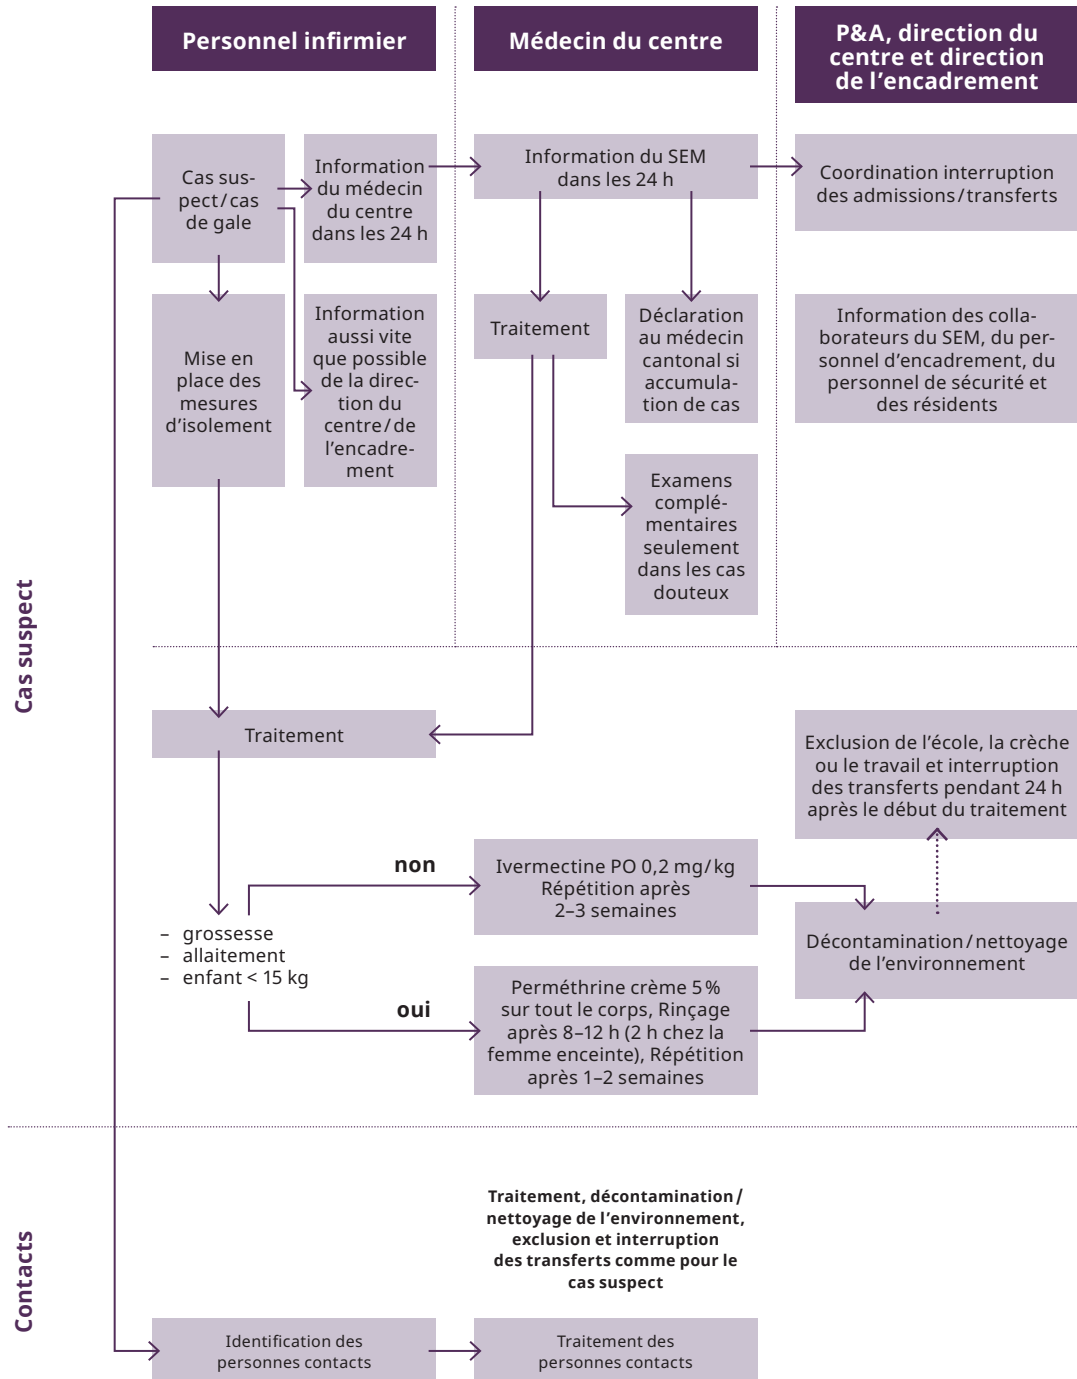 Personnel infirmier
Médecin du centre
P&A, direction du
centre et direction
de l’encadrement
Cas suspect
Cas sus-
pect/cas
de gale
Information
du médecin
du centre
dans les 24 h
Information du SEM
dans les 24 h
Coordination interruption
des admissions/transferts
Mise en
place des
mesures
d’isolement
Information
aussi vite
que possible
de la direc-
tion du
centre/de
l’encadre-
ment
Traitement
Déclaration
au médecin
cantonal si
accumula-
tion de cas
Information des colla-
borateurs du SEM, du per-
sonnel d’encadrement, du
personnel de sécurité et
des résidents
Examens
complé-
mentaires
seulement
dans les cas
douteux
Traitement
Exclusion de l’école, la crèche
ou le travail et interruption
des transferts pendant 24 h
après le début du traitement
– grossesse
– allaitement
– enfant < 15 kg
non
Ivermectine PO 0,2 mg/kg
Répétition après
2–3 semaines
Décontamination/nettoyage
de l’environnement
oui
Perméthrine crème 5 %
sur tout le corps, Rinçage
après 8–12 h (2 h chez la
femme enceinte), Répétition
après 1–2 semaines
Contacts
Traitement, décontamination/
nettoyage de l’environnement,
exclusion et interruption
des transferts comme pour le
cas suspect
Identification des
personnes contacts
Traitement des
personnes contacts